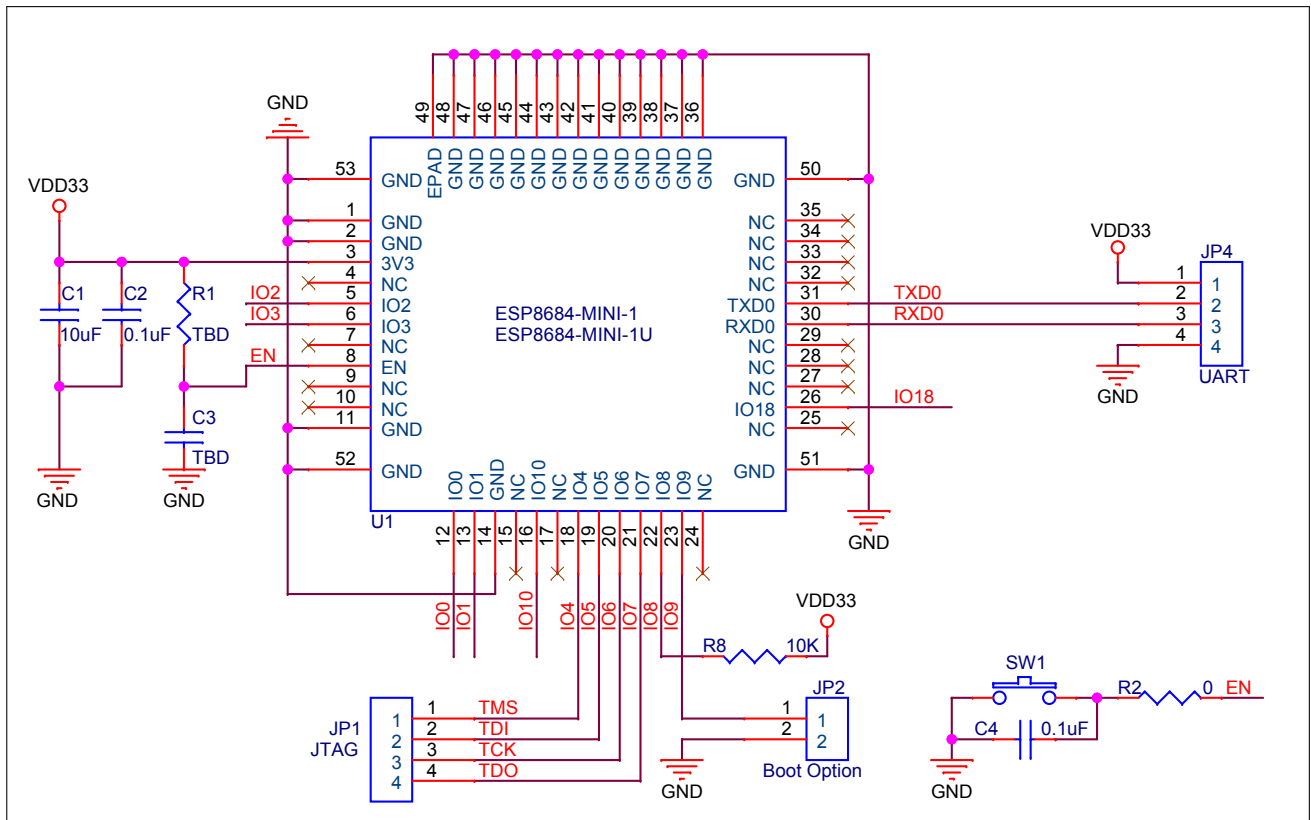 49 48 47 46 45 44 43 42 41 40 39 38 37 36
EPAD GND GND GND GND GND GND GND GND GND GND GND GND GND
GND
VDD33
53 GND
1 GND
2 GND
3 3V3
4 NC
5 IO2
6 IO3
7 NC
8 EN
9 NC
10 NC
11 GND
52 GND
IO2
IO3
EN
C1
10uF
C2
0.1uF
R1
TBD
C3
TBD
GND
GND
ESP8684-MINI-1
ESP8684-MINI-1U
U1
GND 50
NC 35
NC 34
NC 33
NC 32
TXD0 31
RXD0 30
NC 29
NC 28
NC 27
IO18 26
NC 25
GND 51
TXD0
RXD0
IO18
GND
VDD33
JP4
1 1
2 2
3 3
4 4
UART
GND
IO0 IO1 GND NC IO10 NC IO4 IO5 IO6 IO7 IO8 IO9 NC
12 13 14 15 16 17 18 19 20 21 22 23 24
IO0 IO1 IO10 IO4 IO5 IO6 IO7 IO8 IO9
VDD33
R8 10K
JP1
JTAG
1 1 TMS
2 2 TDI
3 3 TCK
4 4 TDO
JP2
1 1
2 2
Boot Option
GND
SW1
R2 0 EN
C4 0.1uF
GND